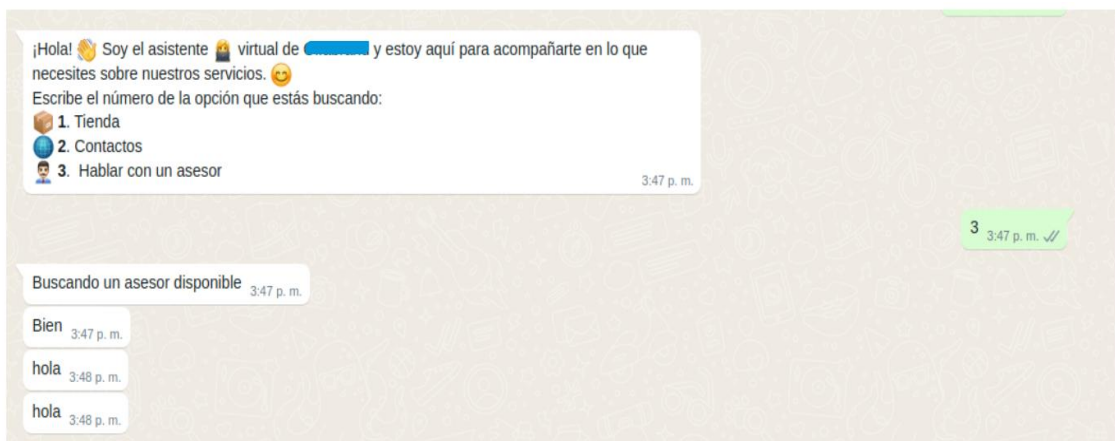 ¡Hola! 👋 Soy el asistente 👩‍💻 virtual de y estoy aquí para acompañarte en lo que
necesites sobre nuestros servicios. 😊
Escribe el número de la opción que estás buscando:
📦 1. Tienda
🌐 2. Contactos
👨🏻‍💼 3. Hablar con un asesor
3:47 p. m.
3 3:47 p. m.
Buscando un asesor disponible 3:47 p. m.
Bien 3:47 p. m.
hola 3:48 p. m.
hola 3:48 p. m.